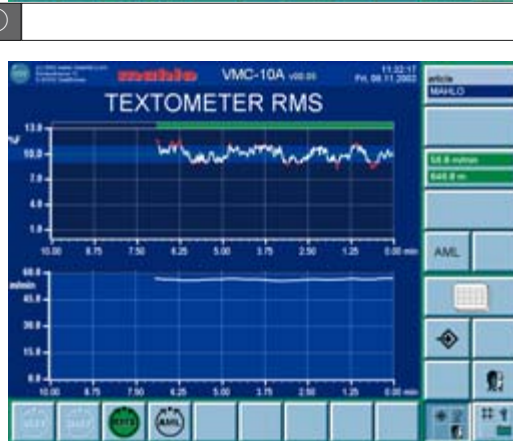 mahlo VMC-10A V00.05 11:32:17
Fri, 08.11.2002
article
MAHLO
TEXTOMETER RMS
%
13.0
10.0
7.0
4.0
1.0
10.00 8.75 7.50 6.25 5.00 3.75 2.50 1.25 0.00 min
56.8 m/min
646.8 m
AML
60.0
m/min
45.0
30.0
15.0
0.0
10.00 8.75 7.50 6.25 5.00 3.75 2.50 1.25 0.00 min
RMS
AML